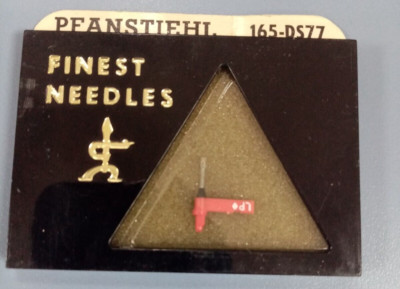 PFANSTIEHL 165-DS77
FINEST
NEEDLES
LP♦